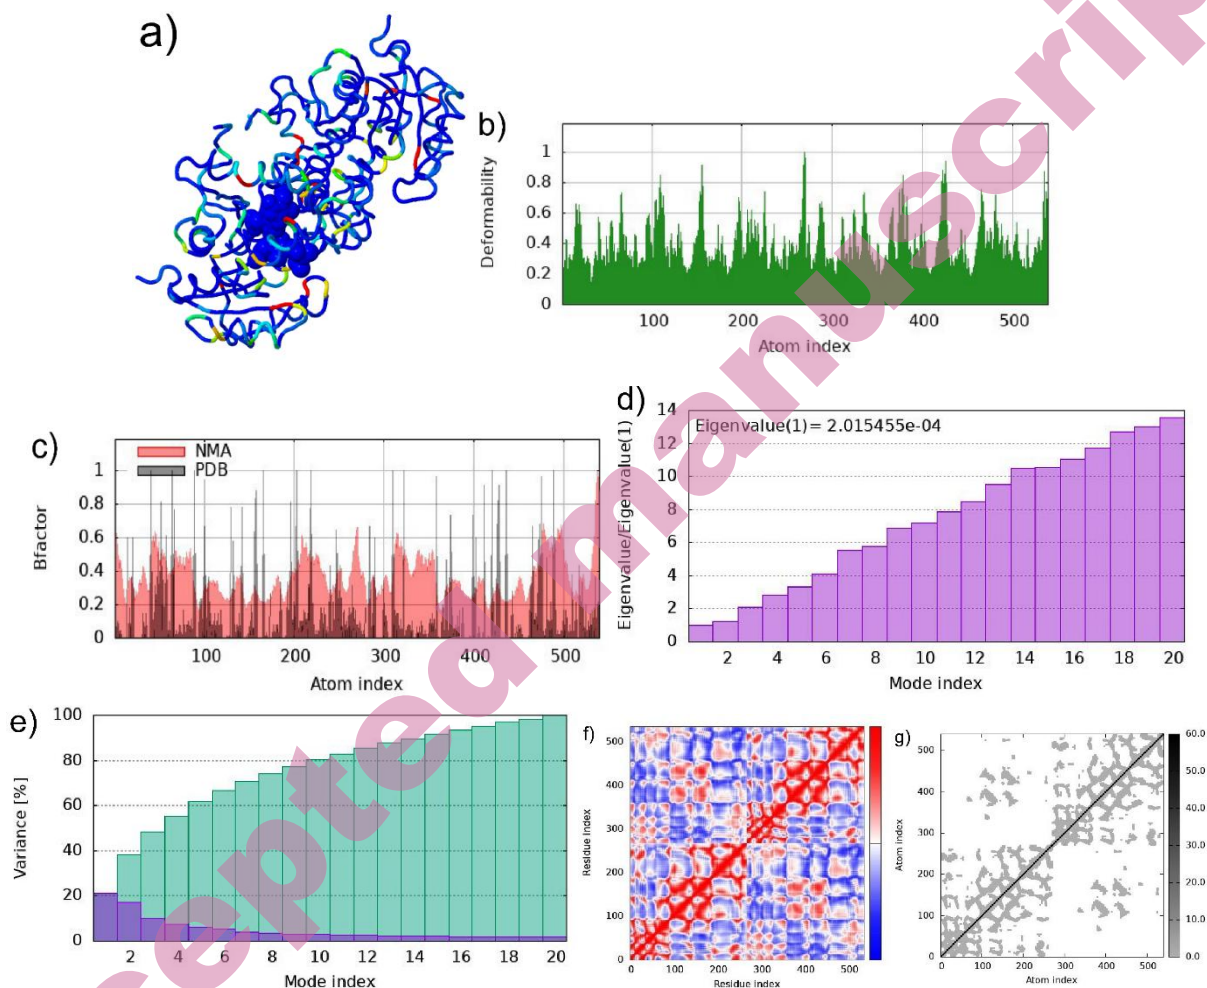 a)
b)
Deformability
1
0.8
0.6
0.4
0.2
0
100 200 300 400 500
Atom index
c)
NMA
PDB
Bfactor
1
0.8
0.6
0.4
0.2
0
100 200 300 400 500
Atom index
d)
Eigenvalue(1)= 2.015455e-04
Eigenvalue/Eigenvalue(1)
14
12
10
8
6
4
2
0
2 4 6 8 10 12 14 16 18 20
Mode index
e)
Variance [%]
100
80
60
40
20
0
2 4 6 8 10 12 14 16 18 20
Mode index
f)
Residue index
500
400
300
200
100
0
0 100 200 300 400 500
Residue index
g)
Atom index
500
400
300
200
100
0
0 100 200 300 400 500
Atom index
60.0
50.0
40.0
30.0
20.0
10.0
0.0
cepted manuscrip